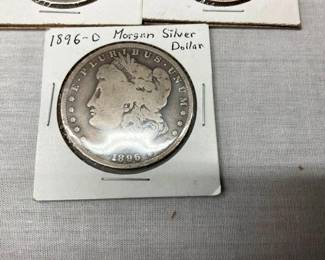 1896-O Morgan Silver
Dollar
E·PLURIBUS·UNUM
1896